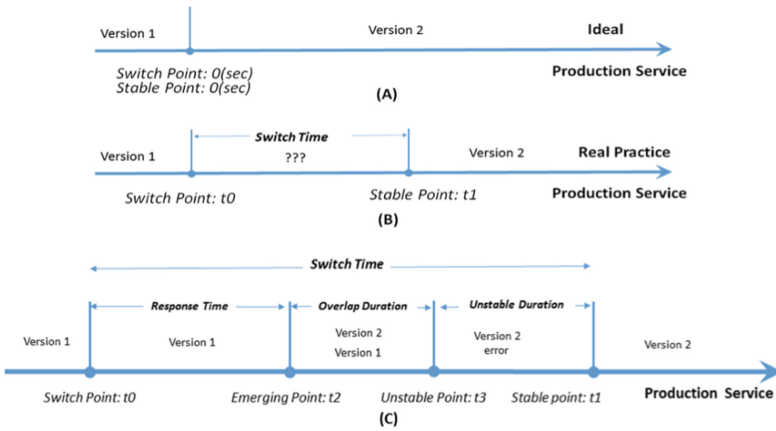 Version 1
Version 2
Ideal
Switch Point: 0(sec)
Stable Point: 0(sec)
Production Service
(A)
Switch Time
Version 1
???
Version 2
Real Practice
Switch Point: t0
Stable Point: t1
Production Service
(B)
Switch Time
Response Time
Overlap Duration
Unstable Duration
Version 1
Version 1
Version 2
Version 1
Version 2
error
Version 2
Switch Point: t0
Emerging Point: t2
Unstable Point: t3
Stable point: t1
Production Service
(C)